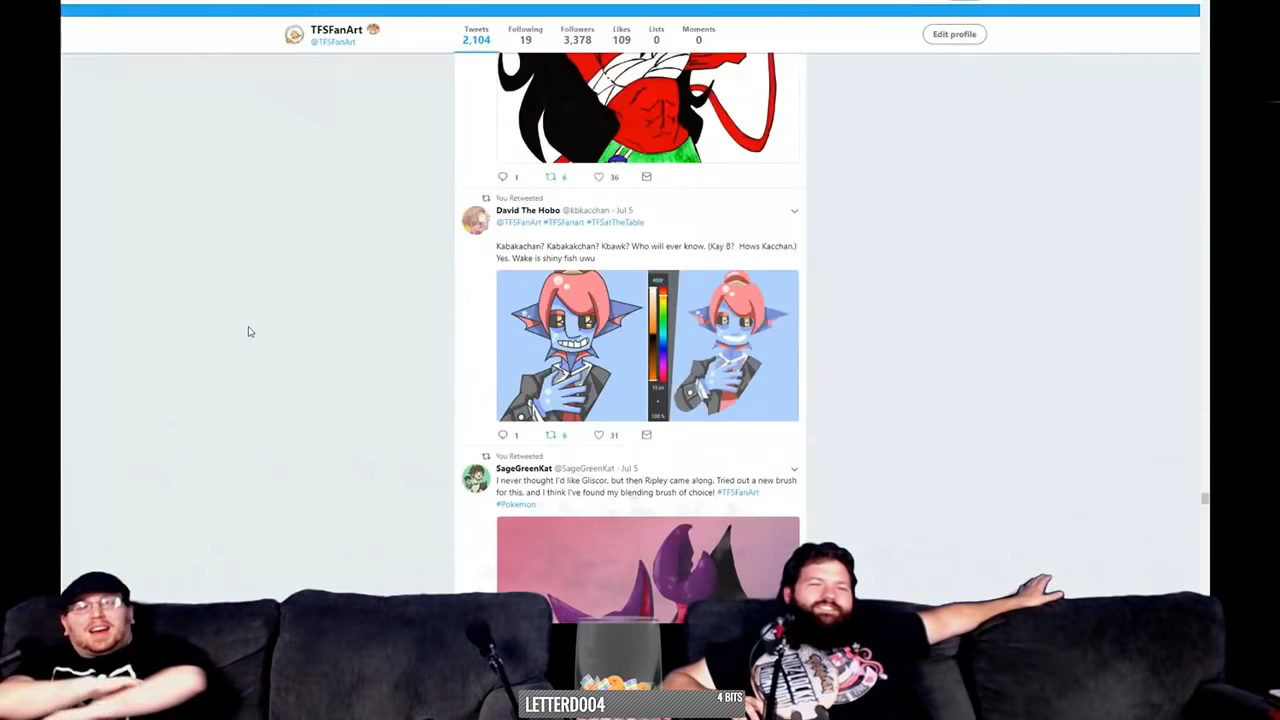 TFSFanArt
@TFSFanArt
Tweets Following Followers Likes Lists Moments
2,104 19 3,378 109 0 0
Edit profile
1 6 36
You Retweeted
David The Hobo @kbkacchan · Jul 5
@TFSFanArt #TFSFanart #TFSatTheTable
Kabakachan? Kabakakchan? Kbawk? Who will ever know. (Kay B? Hows Kacchan.)
Yes. Wake is shiny fish uwu
100 %
1 6 31
You Retweeted
SageGreenKat @SageGreenKat · Jul 5
I never thought I'd like Gliscor, but then Ripley came along. Tried out a new brush
for this, and I think I've found my blending brush of choice! #TFSFanArt
#Pokemon
LETTERD004 4 BITS